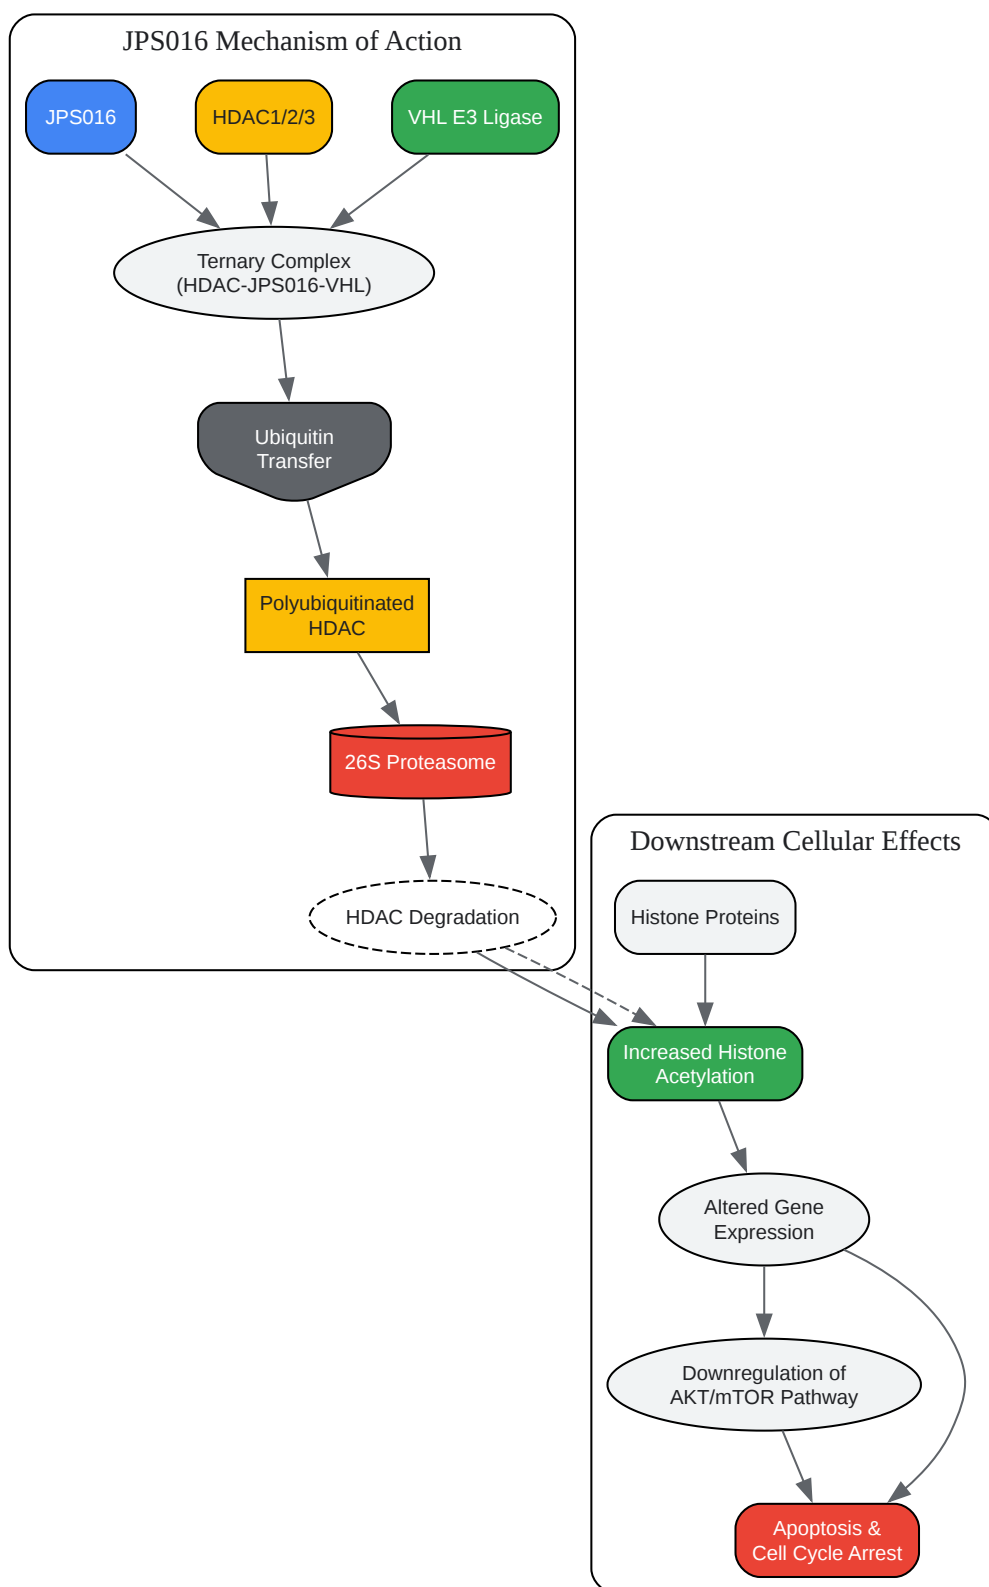 JPS016 Mechanism of Action
JPS016
HDAC1/2/3
VHL E3 Ligase
Ternary Complex
(HDAC-JPS016-VHL)
Ubiquitin
Transfer
Polyubiquitinated
HDAC
26S Proteasome
HDAC Degradation
Downstream Cellular Effects
Histone Proteins
Increased Histone
Acetylation
Altered Gene
Expression
Downregulation of
AKT/mTOR Pathway
Apoptosis &
Cell Cycle Arrest